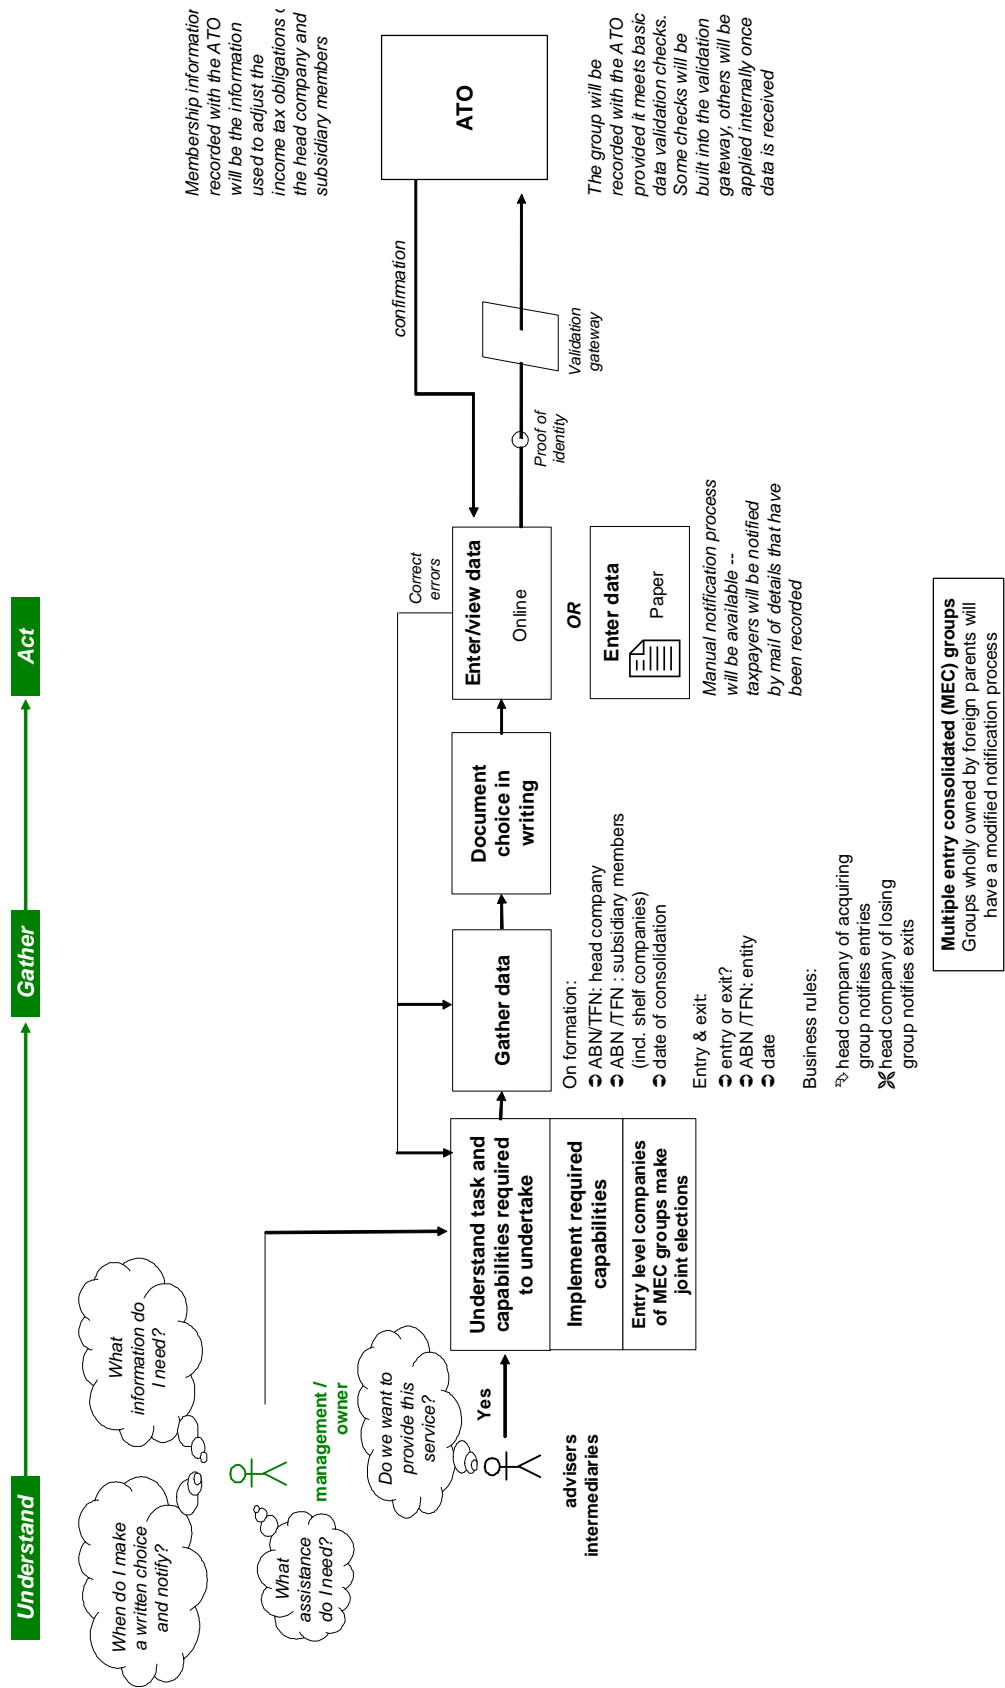 Understand
Gather
Act
When do I make
a written choice
and notify?
What
information do
I need?
What
assistance
do I need?
management /
owner
Do we want to
provide this
service?
Yes
advisers
intermediaries
Understand task and
capabilities required
to undertake
Implement required
capabilities
Entry level companies
of MEC groups make
joint elections
Gather data
On formation:
➲ ABN/TFN: head company
➲ ABN /TFN : subsidiary members
(incl. shelf companies)
➲ date of consolidation
Entry & exit:
➲ entry or exit?
➲ ABN /TFN: entity
➲ date
Business rules:
head company of acquiring
group notifies entries
head company of losing
group notifies exits
Document
choice in
writing
Correct
errors
Enter/view data
Online
OR
Enter data
Paper
Manual notification process
will be available --
taxpayers will be notified
by mail of details that have
been recorded
Multiple entry consolidated (MEC) groups
Groups wholly owned by foreign parents will
have a modified notification process
confirmation
Proof of
identity
Validation
gateway
ATO
Membership information
recorded with the ATO
will be the information
used to adjust the
income tax obligations
the head company and
subsidiary members
The group will be
recorded with the ATO
provided it meets basic
data validation checks.
Some checks will be
built into the validation
gateway, others will be
applied internally once
data is received